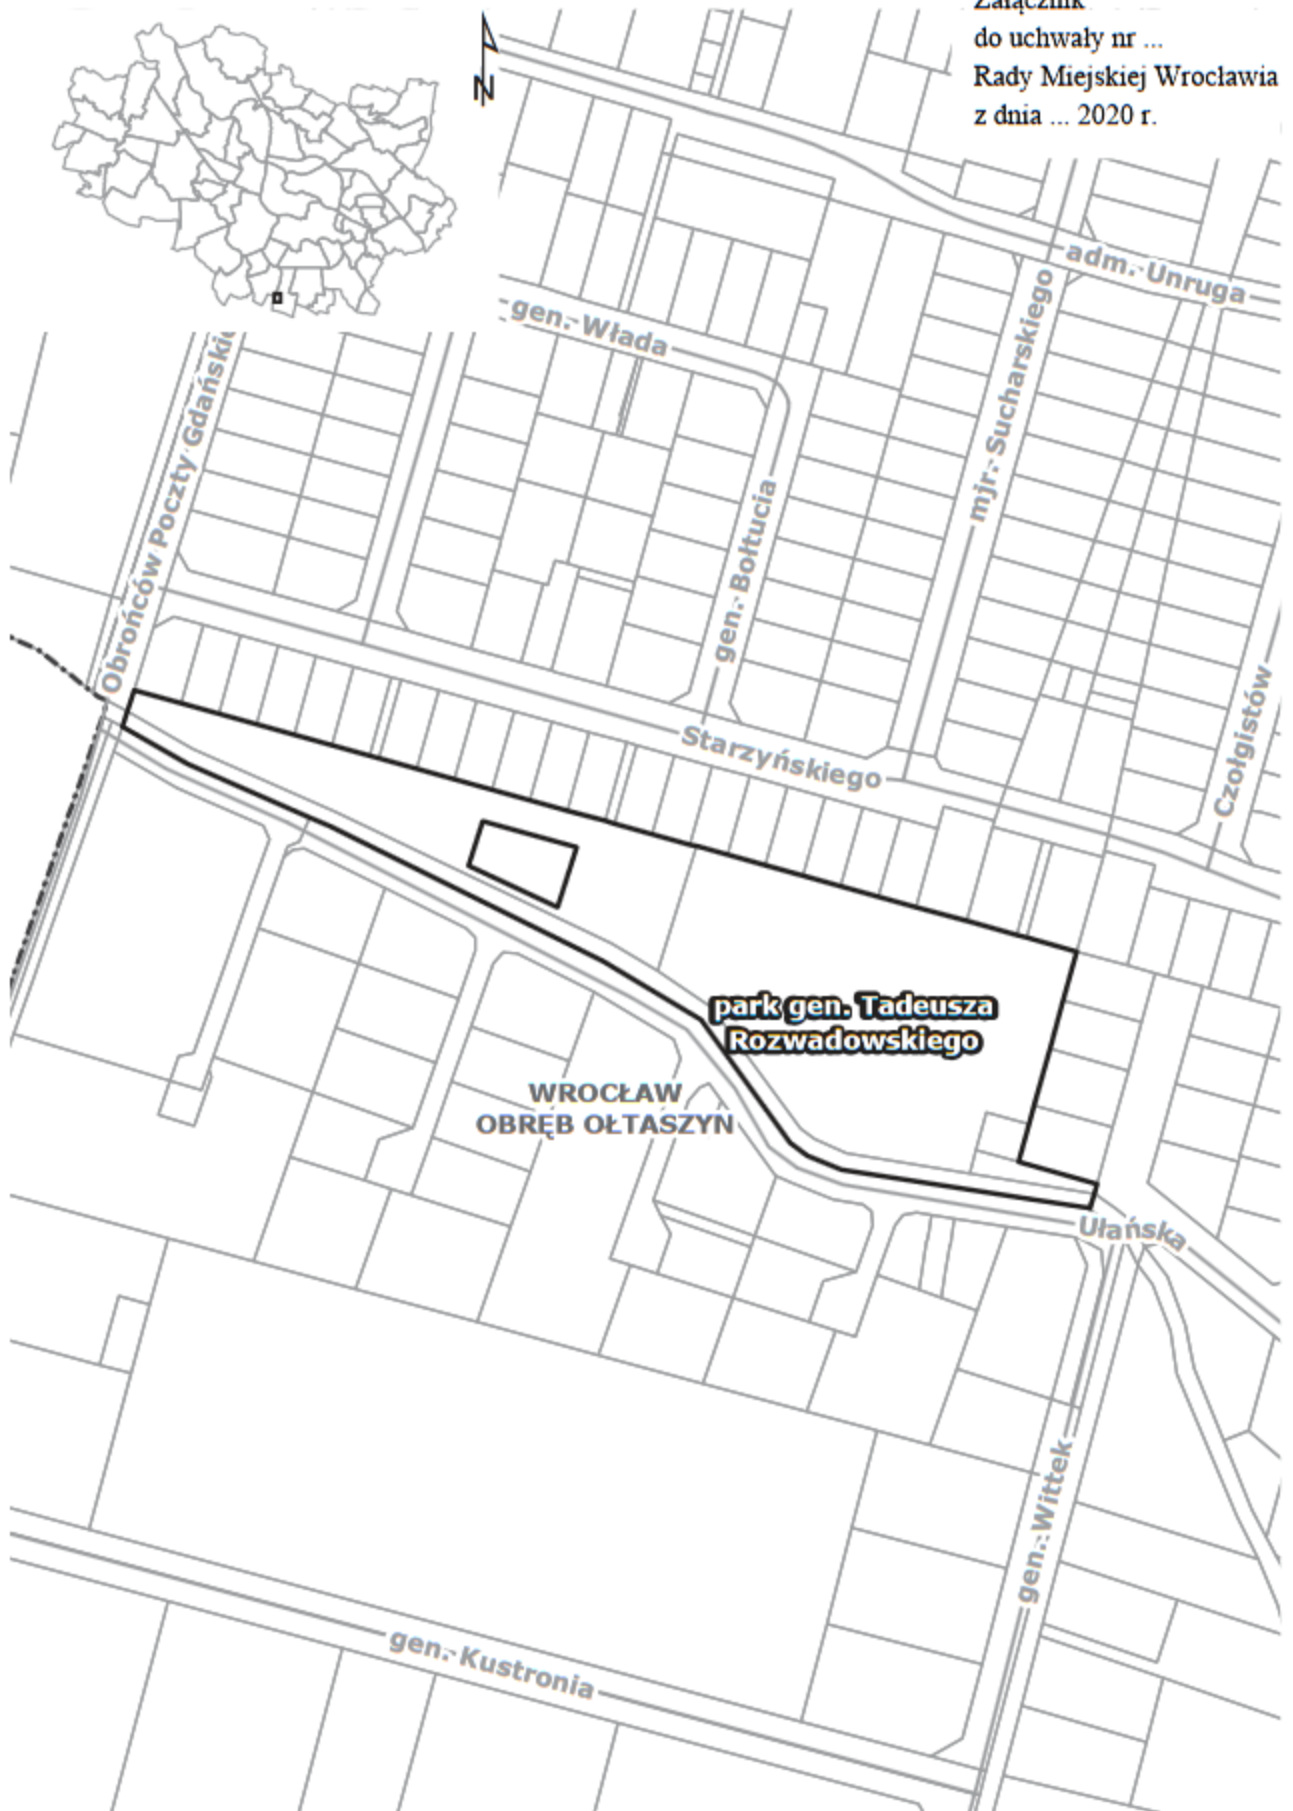 Załącznik
do uchwały nr ...
Rady Miejskiej Wrocławia
z dnia ... 2020 r.
N
adm. Unruga
gen. Włada
mjr. Sucharskiego
Obrońców Poczty Gdańskie
gen. Bołtucia
Starzyńskiego
Czołgistów
park gen. Tadeusza
Rozwadowskiego
WROCŁAW
OBRĘB OŁTASZYN
Ułańska
gen. Wittek
gen. Kustronia